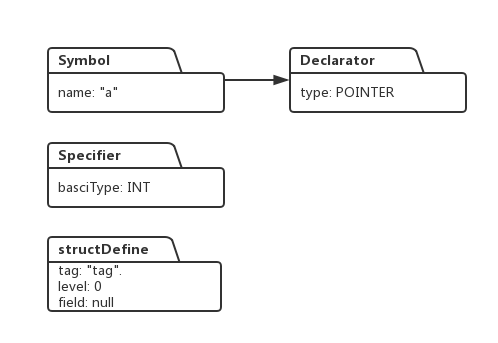 Symbol
name: "a"
Declarator
type: POINTER
Specifier
basciType: INT
structDefine
tag: "tag".
level: 0
field: null